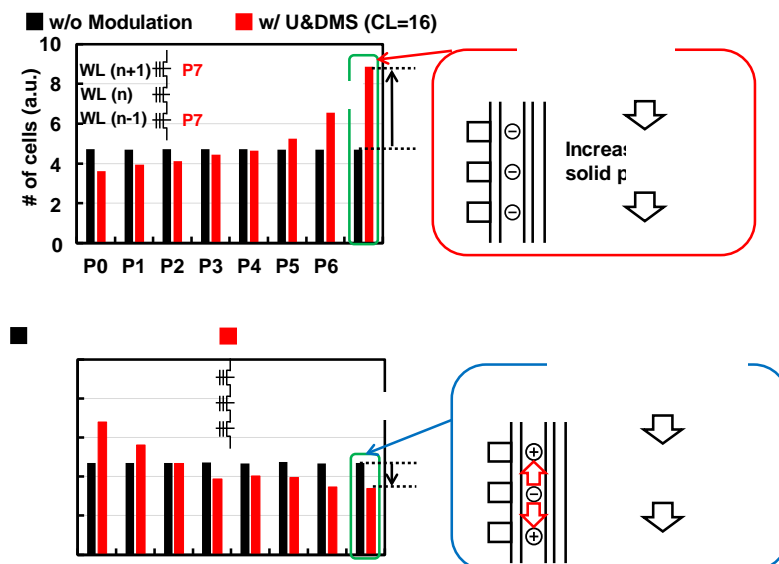 w/o Modulation w/ U&DMS (CL=16)
10
8
6
4
2
0
# of cells (a.u.)
WL (n+1) P7
WL (n)
WL (n-1) P7
P0 P1 P2 P3 P4 P5 P6
solid